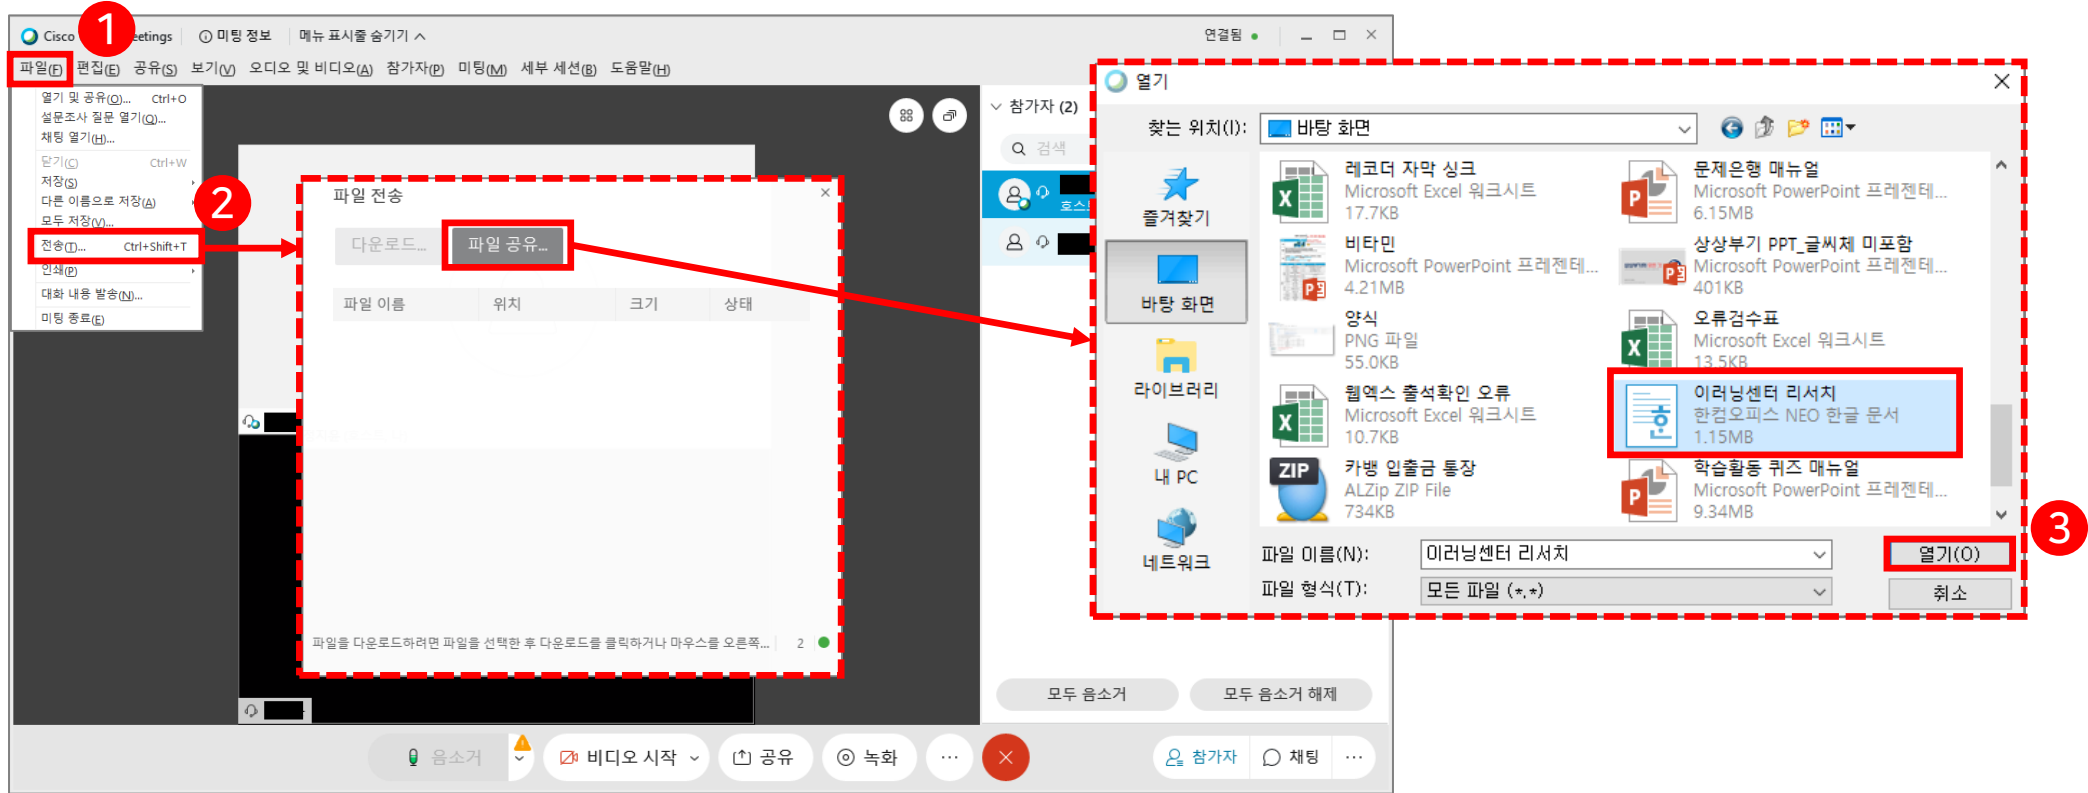 1
Cisco
eetings
미팅 정보
메뉴 표시줄 숨기기
연결됨
파일(F) 편집(E) 공유(S) 보기(V) 오디오 및 비디오(A) 참가자(P) 미팅(M) 세부 세션(B) 도움말(H)
열기 및 공유(O)... Ctrl+O
설문조사 질문 열기(Q)...
채팅 열기(H)...
닫기(C) Ctrl+W
저장(S)
다른 이름으로 저장(A)
모두 저장(V)...
전송(T)... Ctrl+Shift+T
인쇄(P)
대화 내용 발송(N)...
미팅 종료(E)
2
파일 전송
다운로드...
파일 공유...
파일 이름 위치 크기 상태
파일을 다운로드하려면 파일을 선택한 후 다운로드를 클릭하거나 마우스를 오른쪽... 2
참가자 (2)
검색
모두 음소거
모두 음소거 해제
음소거
비디오 시작
공유
녹화
참가자
채팅
열기
찾는 위치(I):
바탕 화면
즐겨찾기
바탕 화면
라이브러리
내 PC
네트워크
레코더 자막 싱크
Microsoft Excel 워크시트
17.7KB
문제은행 매뉴얼
Microsoft PowerPoint 프레젠테...
6.15MB
비타민
Microsoft PowerPoint 프레젠테...
4.21MB
상상부기 PPT_글씨체 미포함
Microsoft PowerPoint 프레젠테...
401KB
양식
PNG 파일
55.0KB
오류검수표
Microsoft Excel 워크시트
13.5KB
웹엑스 출석확인 오류
Microsoft Excel 워크시트
10.7KB
이러닝센터 리서치
한컴오피스 NEO 한글 문서
1.15MB
ZIP
카뱅 입출금 통장
ALZip ZIP File
734KB
학습활동 퀴즈 매뉴얼
Microsoft PowerPoint 프레젠테...
9.34MB
파일 이름(N): 이러닝센터 리서치
열기(O)
파일 형식(T): 모든 파일 (*.*)
취소
3